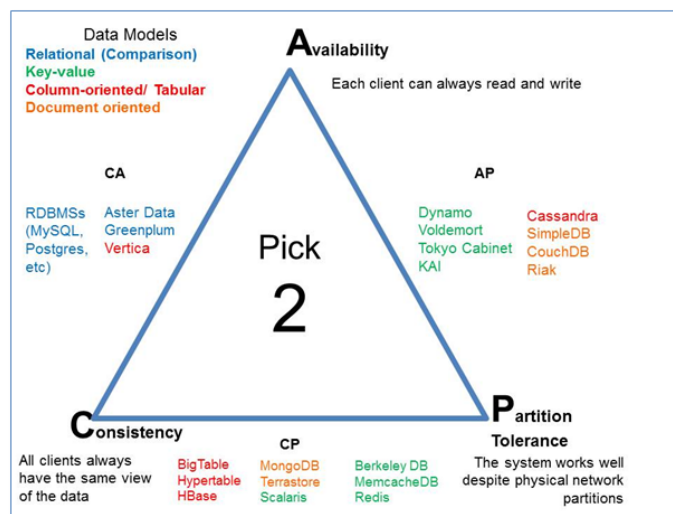 Data Models
Relational (Comparison)
Key-value
Column-oriented/ Tabular
Document oriented
Availability
Each client can always read and write
CA
RDBMSs
(MySQL,
Postgres,
etc)
Aster Data
Greenplum
Vertica
AP
Dynamo
Voldemort
Tokyo Cabinet
KAI
Cassandra
SimpleDB
CouchDB
Riak
Pick
2
Consistency
All clients always
have the same view
of the data
CP
BigTable
Hypertable
HBase
MongoDB
Terrastore
Scalaris
Berkeley DB
MemcacheDB
Redis
Partition
Tolerance
The system works well
despite physical network
partitions